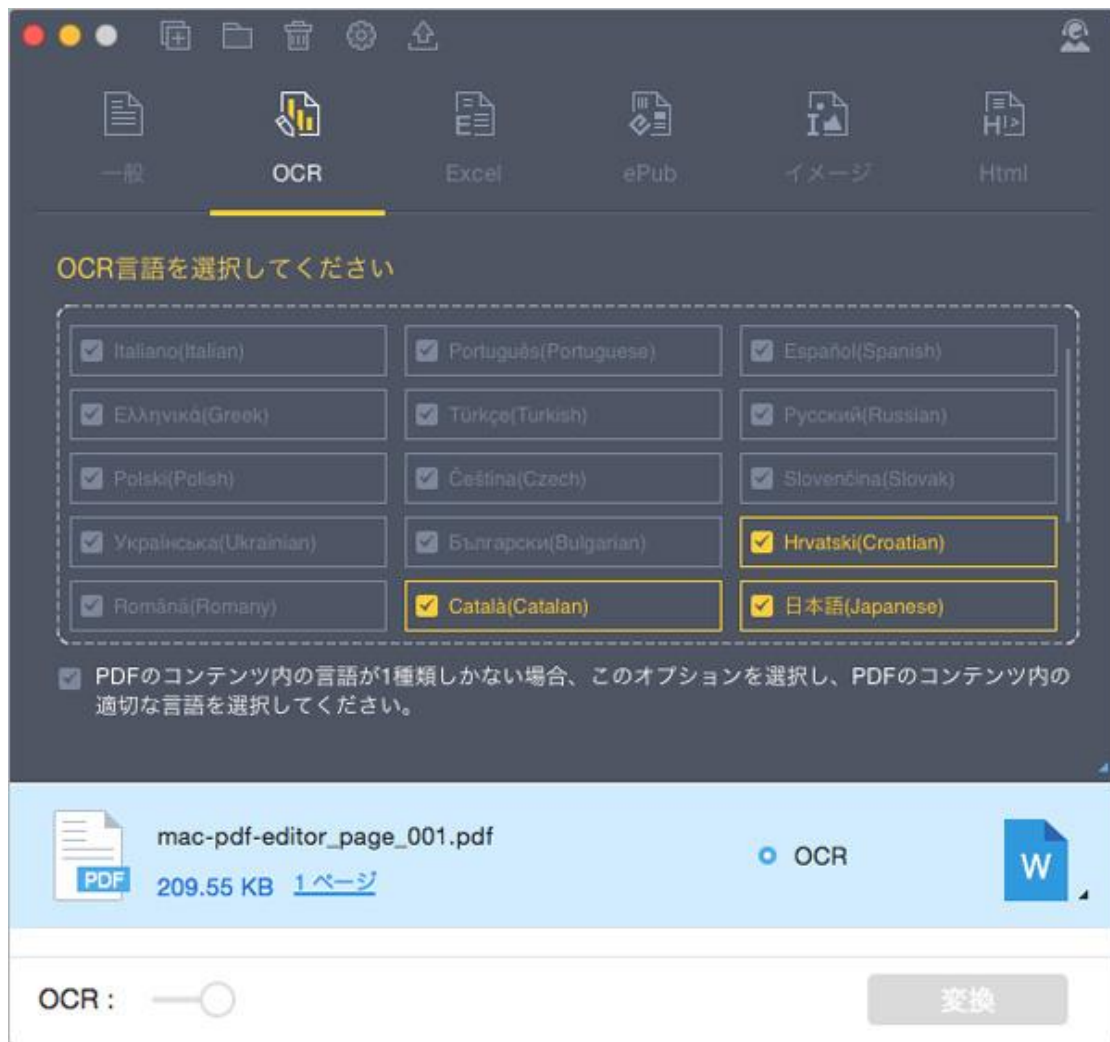 一般
OCR
Excel
ePub
イメージ
Html
OCR言語を選択してください
Italiano(Italian)
Português(Portuguese)
Español(Spanish)
Ελληνικά(Greek)
Türkçe(Turkish)
Русский(Russian)
Polski(Polish)
Čeština(Czech)
Slovenčina(Slovak)
Українська(Ukrainian)
Български(Bulgarian)
Hrvatski(Croatian)
Română(Romany)
Català(Catalan)
日本語(Japanese)
PDFのコンテンツ内の言語が1種類しかない場合、このオプションを選択し、PDFのコンテンツ内の
適切な言語を選択してください。
mac-pdf-editor_page_001.pdf
PDF
209.55 KB 1 ページ
OCR
W
OCR :
変換